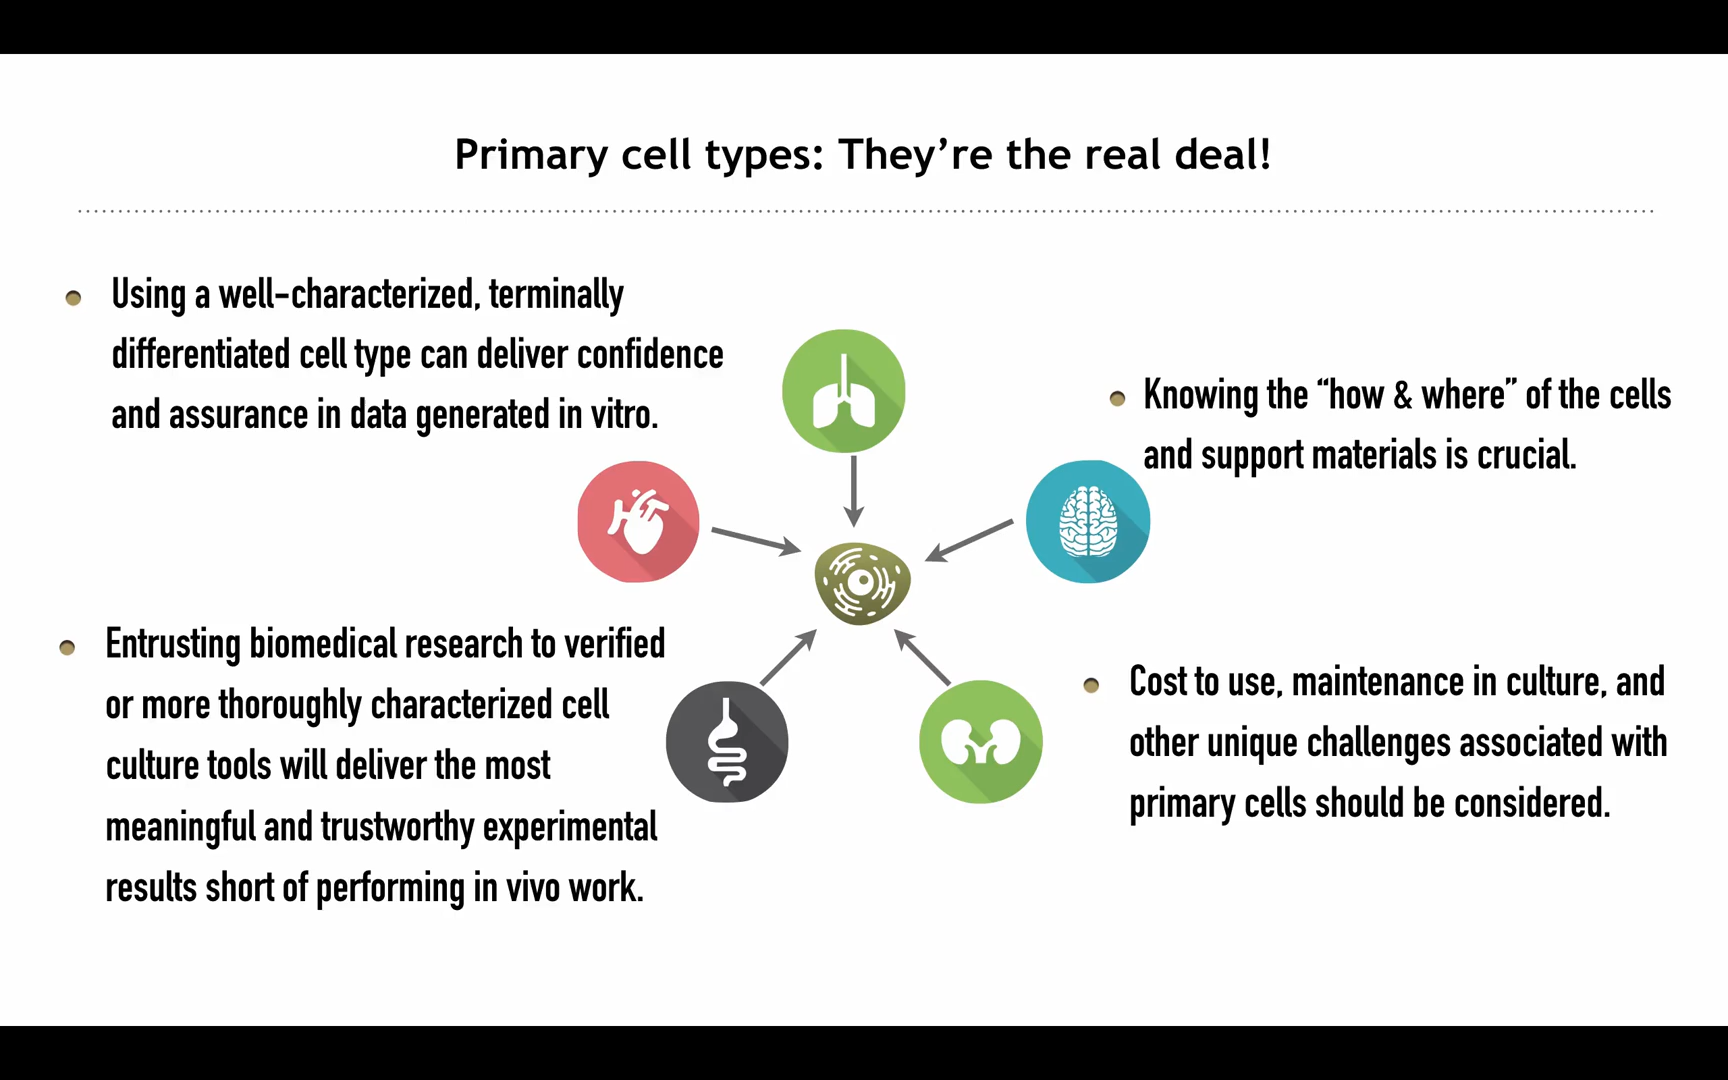 Primary cell types: They’re the real deal!
Using a well-characterized, terminally
differentiated cell type can deliver confidence
and assurance in data generated in vitro.
Knowing the “how & where” of the cells
and support materials is crucial.
Entrusting biomedical research to verified
or more thoroughly characterized cell
culture tools will deliver the most
meaningful and trustworthy experimental
results short of performing in vivo work.
Cost to use, maintenance in culture, and
other unique challenges associated with
primary cells should be considered.